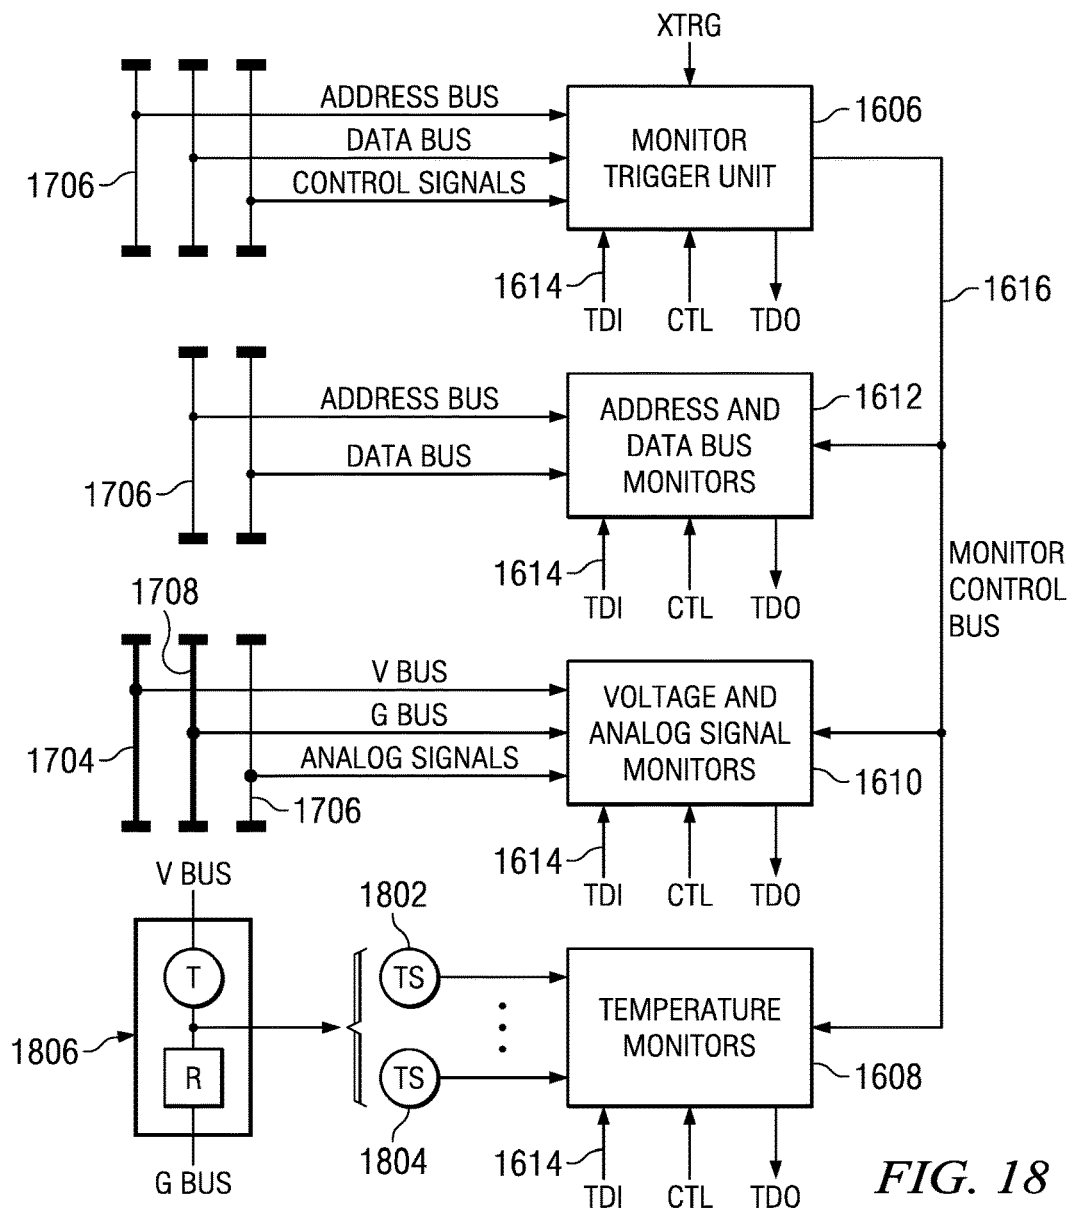 XTRG
ADDRESS BUS
DATA BUS
CONTROL SIGNALS
1706
MONITOR
TRIGGER UNIT
1606
1614
TDI
CTL
TDO
1616
ADDRESS BUS
DATA BUS
1706
ADDRESS AND
DATA BUS
MONITORS
1612
1614
TDI
CTL
TDO
MONITOR
CONTROL
BUS
1708
V BUS
G BUS
ANALOG SIGNALS
1704
1706
VOLTAGE AND
ANALOG SIGNAL
MONITORS
1610
1614
TDI
CTL
TDO
V BUS
T
R
1806
G BUS
1802
TS
TS
1804
TEMPERATURE
MONITORS
1608
1614
TDI
CTL
TDO
FIG. 18